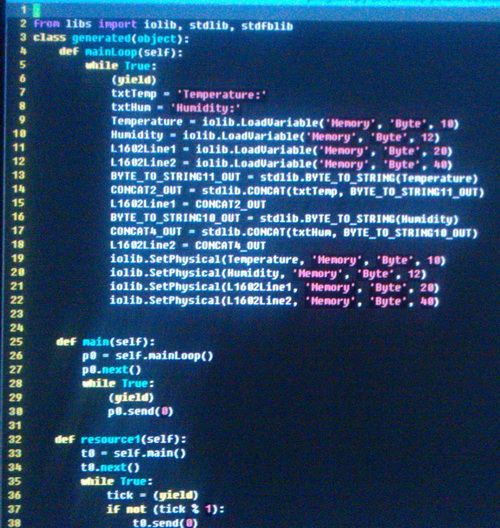 1
2 from libs import iolib, stdlib, stdfblib
3 class generated(object):
4     def mainLoop(self):
5         while True:
6             (yield)
7             txtTemp = 'Temperature:'
8             txtHum = 'Humidity:'
9             Temperature = iolib.LoadVariable('Memory', 'Byte', 10)
10             Humidity = iolib.LoadVariable('Memory', 'Byte', 12)
11             L1602Line1 = iolib.LoadVariable('Memory', 'Byte', 20)
12             L1602Line2 = iolib.LoadVariable('Memory', 'Byte', 40)
13             BYTE_TO_STRING11_OUT = stdlib.BYTE_TO_STRING(Temperature)
14             CONCAT2_OUT = stdlib.CONCAT(txtTemp, BYTE_TO_STRING11_OUT)
15             L1602Line1 = CONCAT2_OUT
16             BYTE_TO_STRING10_OUT = stdlib.BYTE_TO_STRING(Humidity)
17             CONCAT4_OUT = stdlib.CONCAT(txtHum, BYTE_TO_STRING10_OUT)
18             L1602Line2 = CONCAT4_OUT
19             iolib.SetPhysical(Temperature, 'Memory', 'Byte', 10)
20             iolib.SetPhysical(Humidity, 'Memory', 'Byte', 12)
21             iolib.SetPhysical(L1602Line1, 'Memory', 'Byte', 20)
22             iolib.SetPhysical(L1602Line2, 'Memory', 'Byte', 40)
23
24
25     def main(self):
26         p0 = self.mainLoop()
27         p0.next()
28         while True:
29             (yield)
30             p0.send(0)
31
32     def resource1(self):
33         t0 = self.main()
34         t0.next()
35         while True:
36             tick = (yield)
37             if not (tick % 1):
38                 t0.send(0)